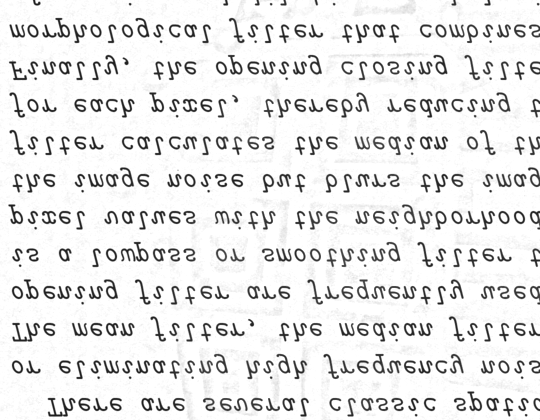 There are several classic spatia
or eliminating high frequency nois
The mean filter, the median filter
opening filter are frequently used
is a lowpass or smoothing filter t
pixel values with the neighborhood
the image noise but blurs the imag
filter calculates the median of th
for each pixel, thereby reducing t
Finally, the opening closing filte
morphological filter that combines